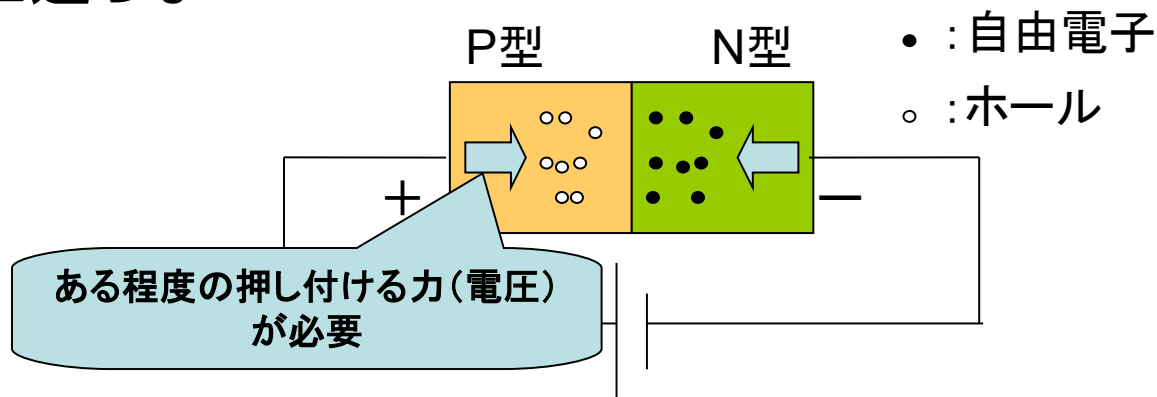 P型 N型
● ：自由電子
○ ：ホール
＋ －
ある程度の押し付ける力（電圧）
が必要